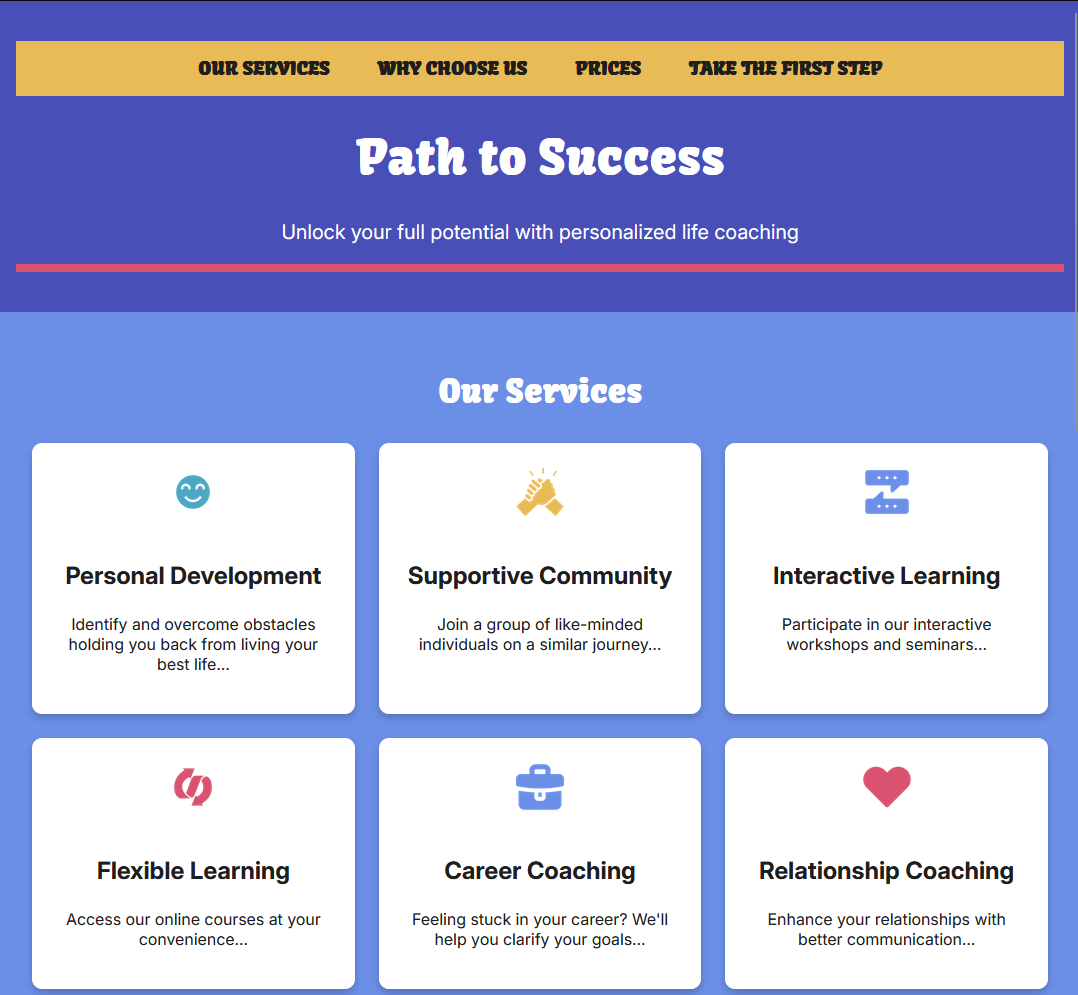 OUR SERVICES WHY CHOOSE US PRICES TAKE THE FIRST STEP
Path to Success
Unlock your full potential with personalized life coaching
Our Services
Personal Development
Identify and overcome obstacles
holding you back from living your
best life...
Supportive Community
Join a group of like-minded
individuals on a similar journey...
Interactive Learning
Participate in our interactive
workshops and seminars...
Flexible Learning
Access our online courses at your
convenience...
Career Coaching
Feeling stuck in your career? We'll
help you clarify your goals...
Relationship Coaching
Enhance your relationships with
better communication...